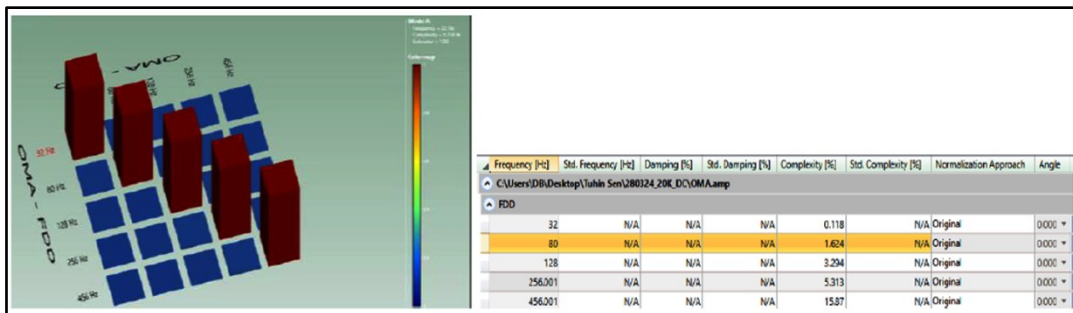 Mode A
Frequency = 32 Hz
OMA - FDD
32 Hz
80 Hz
128 Hz
256 Hz
456 Hz
OMA - FDD
128 Hz
256 Hz
Frequency [Hz] Std. Frequency [Hz] Damping [%] Std. Damping [%] Complexity [%] Std. Complexity [%] Normalization Approach Angle
C:\Users\DB\Desktop\Tuhin Sen\280324_20K_DC\OMA.amp
FDD
32 N/A N/A N/A 0.118 N/A Original 0.000
80 N/A N/A N/A 1.624 N/A Original 0.000
128 N/A N/A N/A 3.294 N/A Original 0.000
256.001 N/A N/A N/A 5.313 N/A Original 0.000
456.001 N/A N/A N/A 15.87 N/A Original 0.000